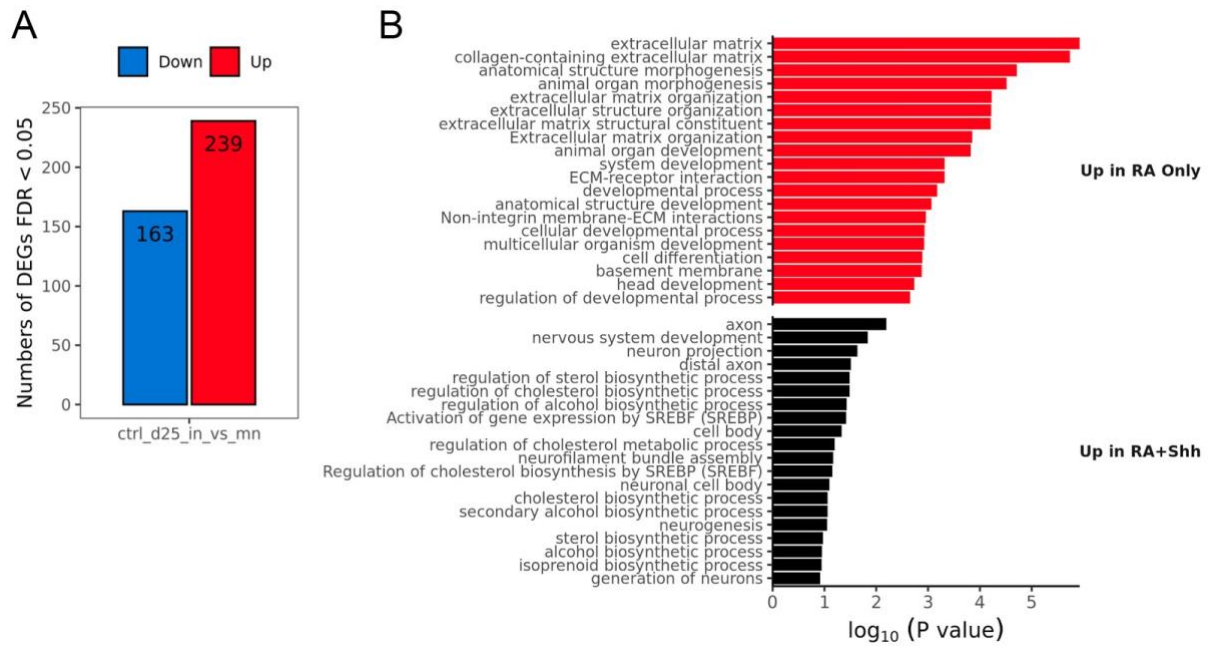 A
Down
Up
Numbers of DEGs FDR < 0.05
250
200
150
100
50
0
163
239
ctrl_d25_in_vs_mn
B
extracellular matrix
collagen-containing extracellular matrix
anatomical structure morphogenesis
animal organ morphogenesis
extracellular matrix organization
extracellular structure organization
extracellular matrix structural constituent
Extracellular matrix organization
animal organ development
system development
ECM-receptor interaction
developmental process
anatomical structure development
Non-integrin membrane-ECM interactions
cellular developmental process
multicellular organism development
cell differentiation
basement membrane
head development
regulation of developmental process
Up in RA Only
axon
nervous system development
neuron projection
distal axon
regulation of sterol biosynthetic process
regulation of cholesterol biosynthetic process
regulation of alcohol biosynthetic process
Activation of gene expression by SREBF (SREBP)
cell body
regulation of cholesterol metabolic process
neurofilament bundle assembly
Regulation of cholesterol biosynthesis by SREBP (SREBF)
neuronal cell body
cholesterol biosynthetic process
secondary alcohol biosynthetic process
neurogenesis
sterol biosynthetic process
alcohol biosynthetic process
isoprenoid biosynthetic process
generation of neurons
Up in RA+Shh
0 1 2 3 4 5
log₁₀ (P value)